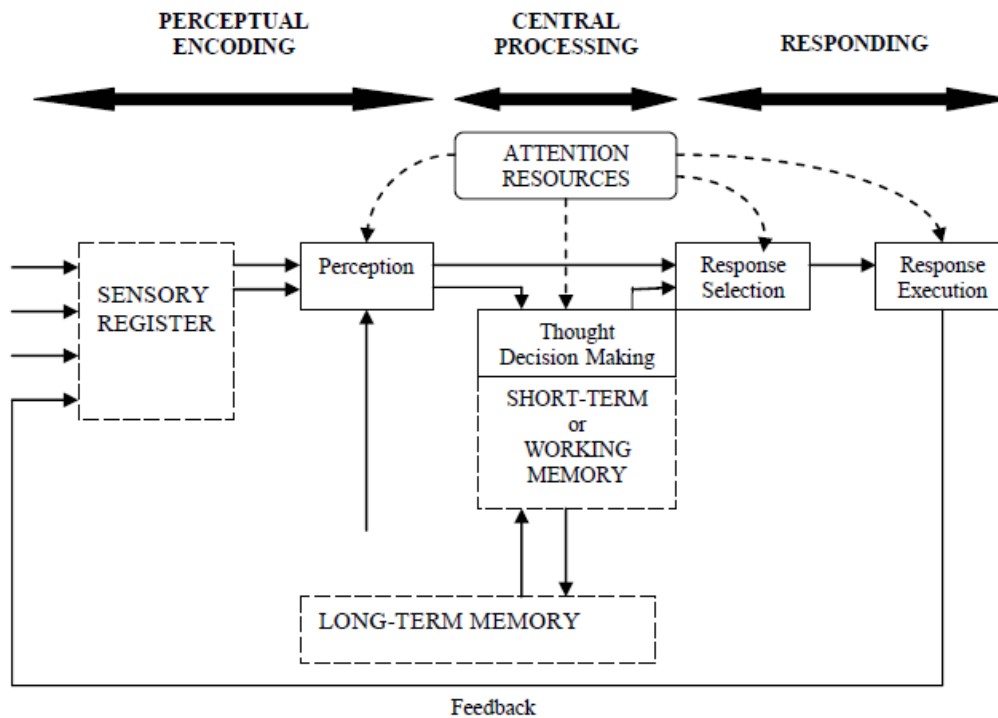 PERCEPTUAL
ENCODING
CENTRAL
PROCESSING
RESPONDING
ATTENTION
RESOURCES
SENSORY
REGISTER
Perception
Response
Selection
Response
Execution
Thought
Decision Making
SHORT-TERM
or
WORKING
MEMORY
LONG-TERM MEMORY
Feedback